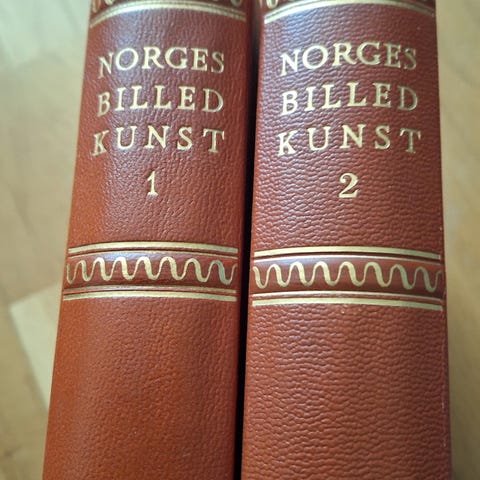 NORGES
BILLED
KUNST
1
NORGES
BILLED
KUNST
2